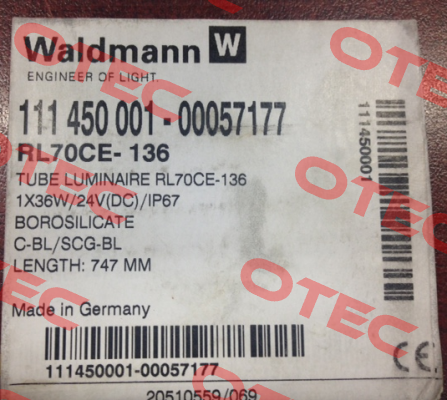 Waldmann W
ENGINEER OF LIGHT.
111 450 001 - 00057177
RL70CE- 136
TUBE LUMINAIRE RL70CE-136
1X36W/24V(DC)/IP67
BOROSILICATE
C-BL/SCG-BL
LENGTH: 747 MM
Made in Germany
111450001-00057177
20510559/069
111450001
CE
OTEC
OTEC
OTEC
OTEC
OTEC